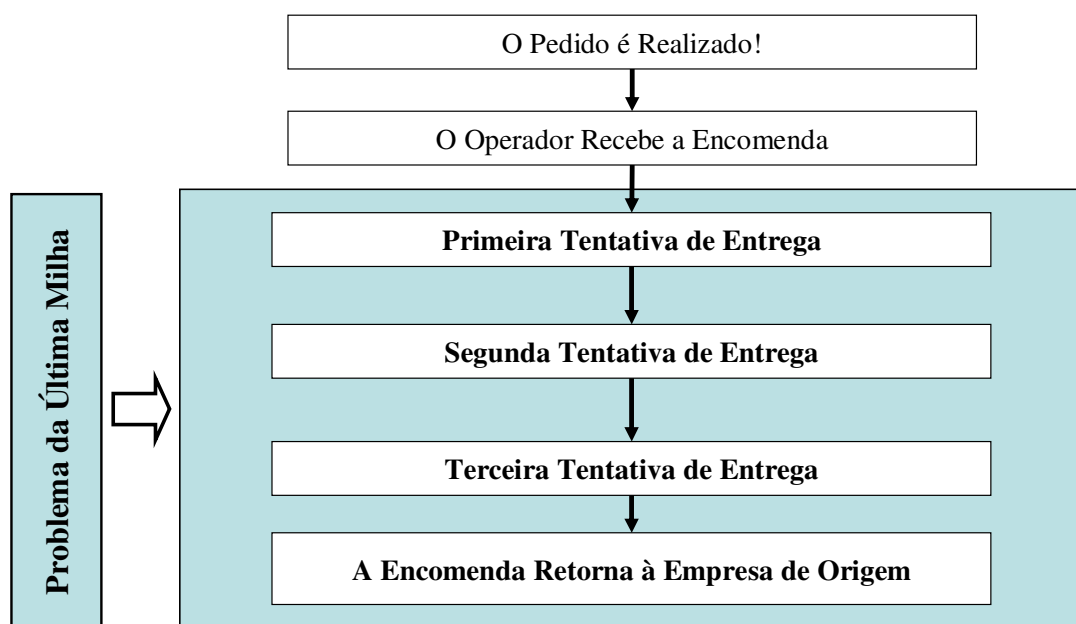 O Pedido é Realizado!
O Operador Recebe a Encomenda
Problema da Última Milha
Primeira Tentativa de Entrega
Segunda Tentativa de Entrega
Terceira Tentativa de Entrega
A Encomenda Retorna à Empresa de Origem